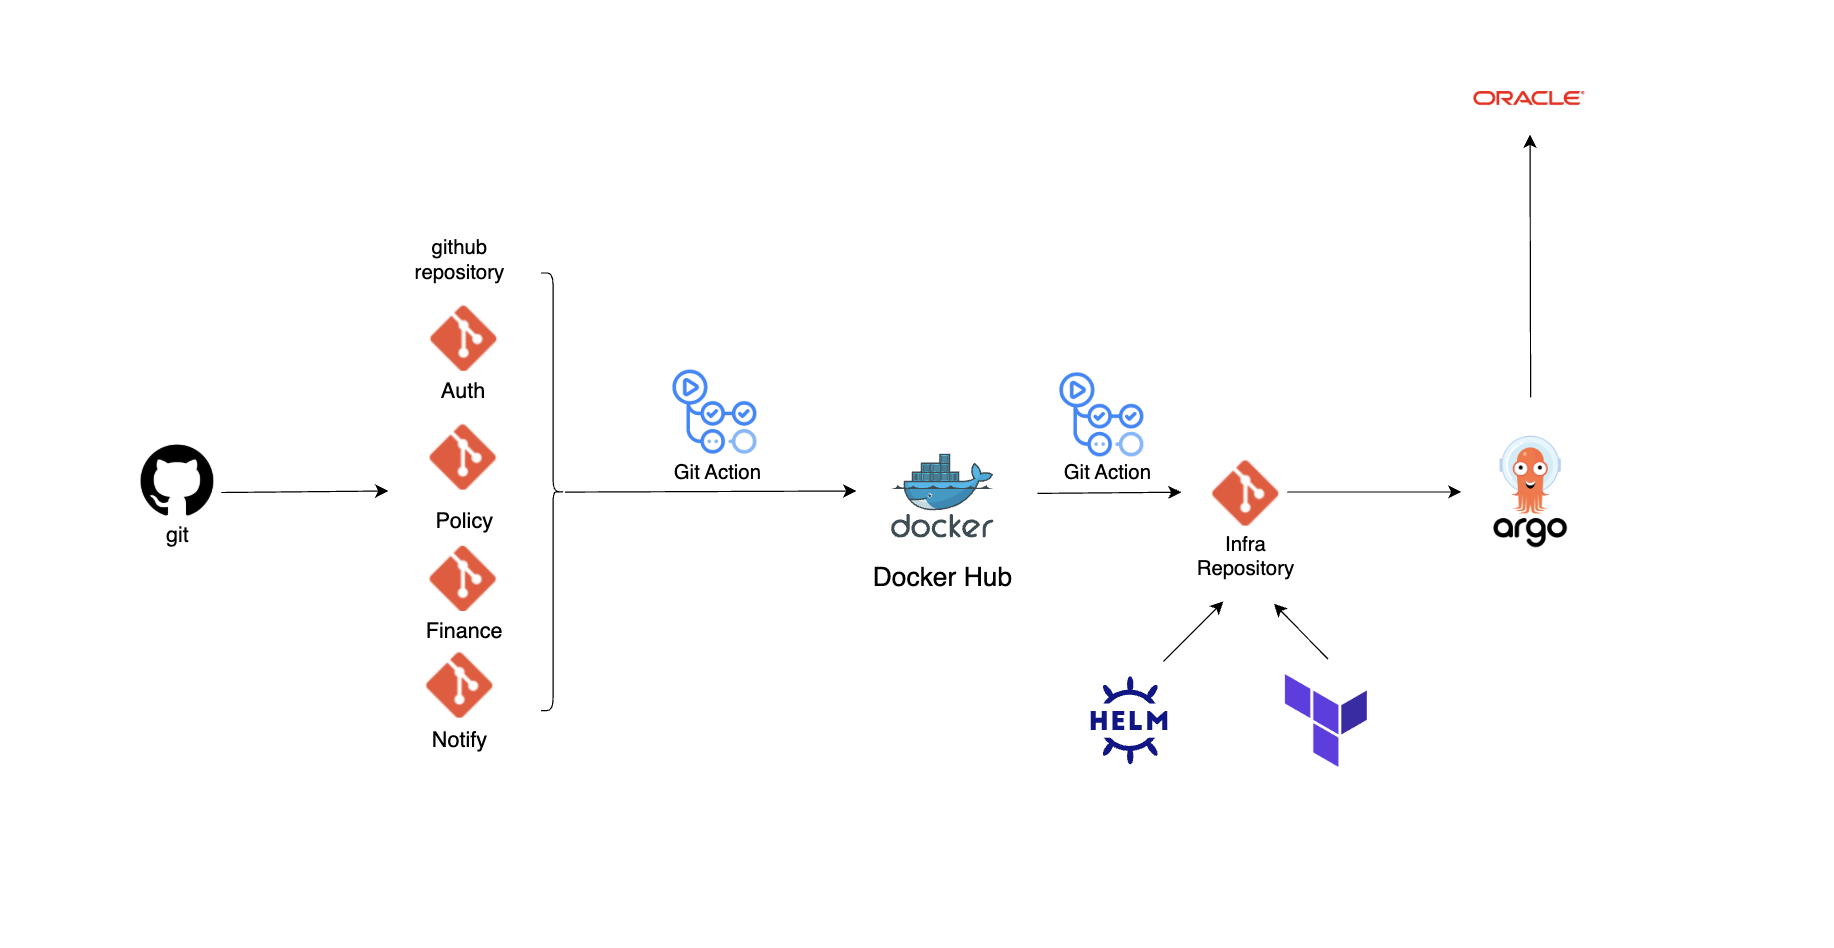 ORACLE
github
repository
Auth
Policy
Finance
Notify
git
Git Action
docker
Docker Hub
Git Action
Infra
Repository
HELM
argo